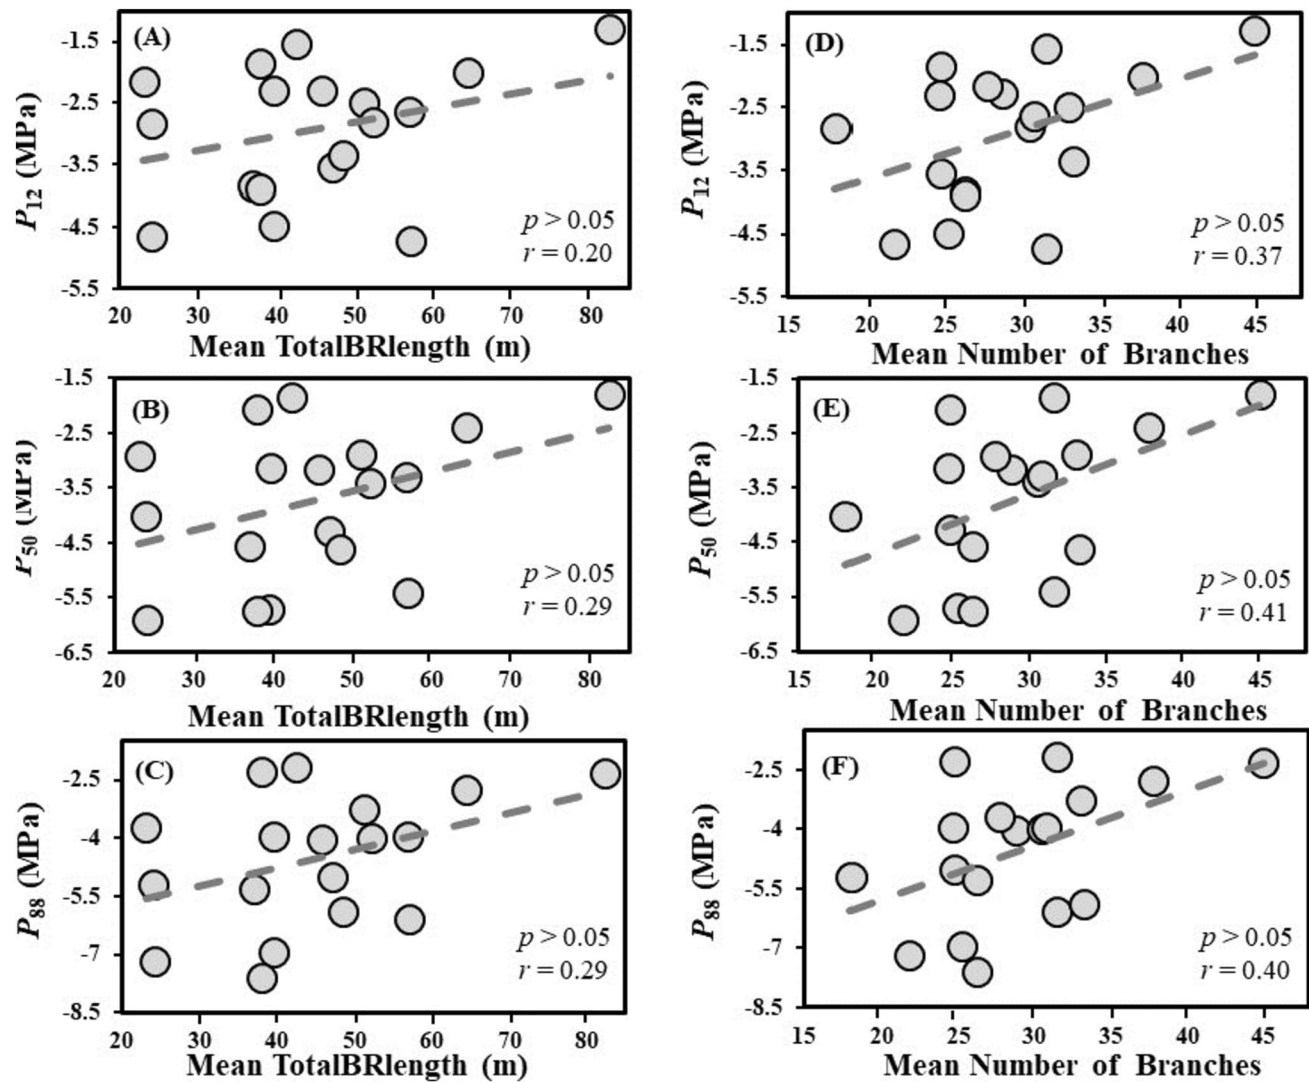 (A)
-1.5
-2.5
-3.5
-4.5
-5.5
P12 (MPa)
p > 0.05
r = 0.20
20 30 40 50 60 70 80
Mean TotalBRlength (m)
(D)
-1.5
-2.5
-3.5
-4.5
-5.5
P12 (MPa)
p > 0.05
r = 0.37
15 20 25 30 35 40 45
Mean Number of Branches
(B)
-1.5
-2.5
-3.5
-4.5
-5.5
-6.5
P50 (MPa)
p > 0.05
r = 0.29
20 30 40 50 60 70 80
Mean TotalBRlength (m)
(E)
-1.5
-2.5
-3.5
-4.5
-5.5
-6.5
P50 (MPa)
p > 0.05
r = 0.41
15 20 25 30 35 40 45
Mean Number of Branches
(C)
-2.5
-4
-5.5
-7
-8.5
P88 (MPa)
p > 0.05
r = 0.29
20 30 40 50 60 70 80
Mean TotalBRlength (m)
(F)
-2.5
-4
-5.5
-7
-8.5
P88 (MPa)
p > 0.05
r = 0.40
15 20 25 30 35 40 45
Mean Number of Branches